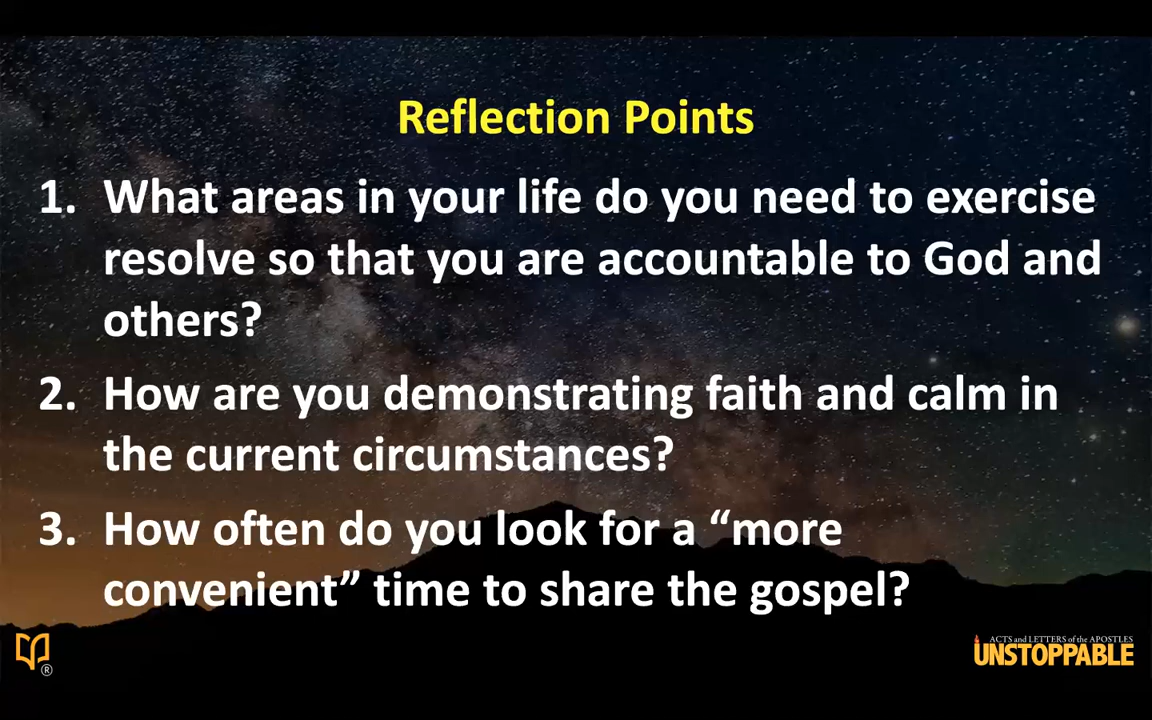 Reflection Points
1. What areas in your life do you need to exercise
resolve so that you are accountable to God and
others?
2. How are you demonstrating faith and calm in
the current circumstances?
3. How often do you look for a “more
convenient” time to share the gospel?
®
ACTS and LETTERS of the APOSTLES
UNSTOPPABLE